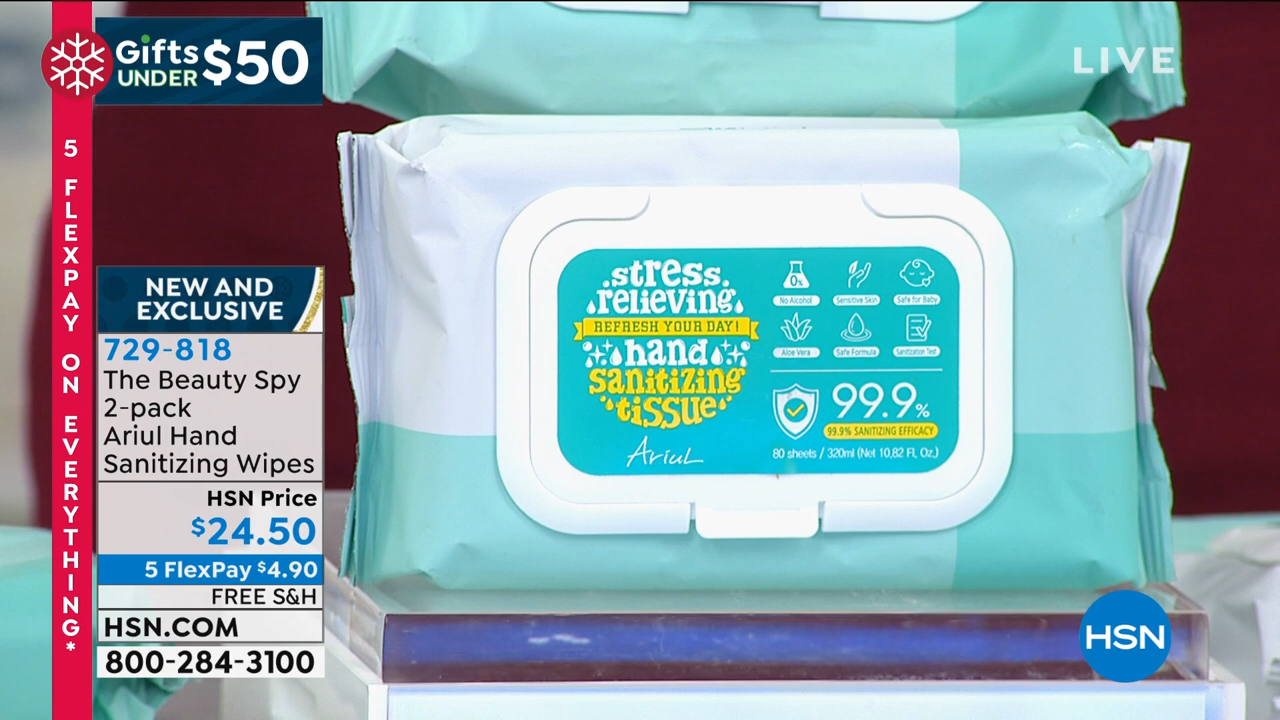 Gifts
UNDER $50
LIVE
5 FLEXPAY ON EVERYTHING*
NEW AND
EXCLUSIVE
729-818
The Beauty Spy
2-pack
Ariul Hand
Sanitizing Wipes
HSN Price
$24.50
5 FlexPay $4.90
FREE S&H
HSN.COM
800-284-3100
stress
relieving
REFRESH YOUR DAY!
hand
sanitizing
tissue
Ariul
0%
No Alcohol
Sensitive Skin
Safe for Baby
Aloe Vera
Safe Formula
Sanitization Test
99.9%
99.9% SANITIZING EFFICACY
80 sheets / 320ml (Net 10,82 FL, Oz.)
HSN